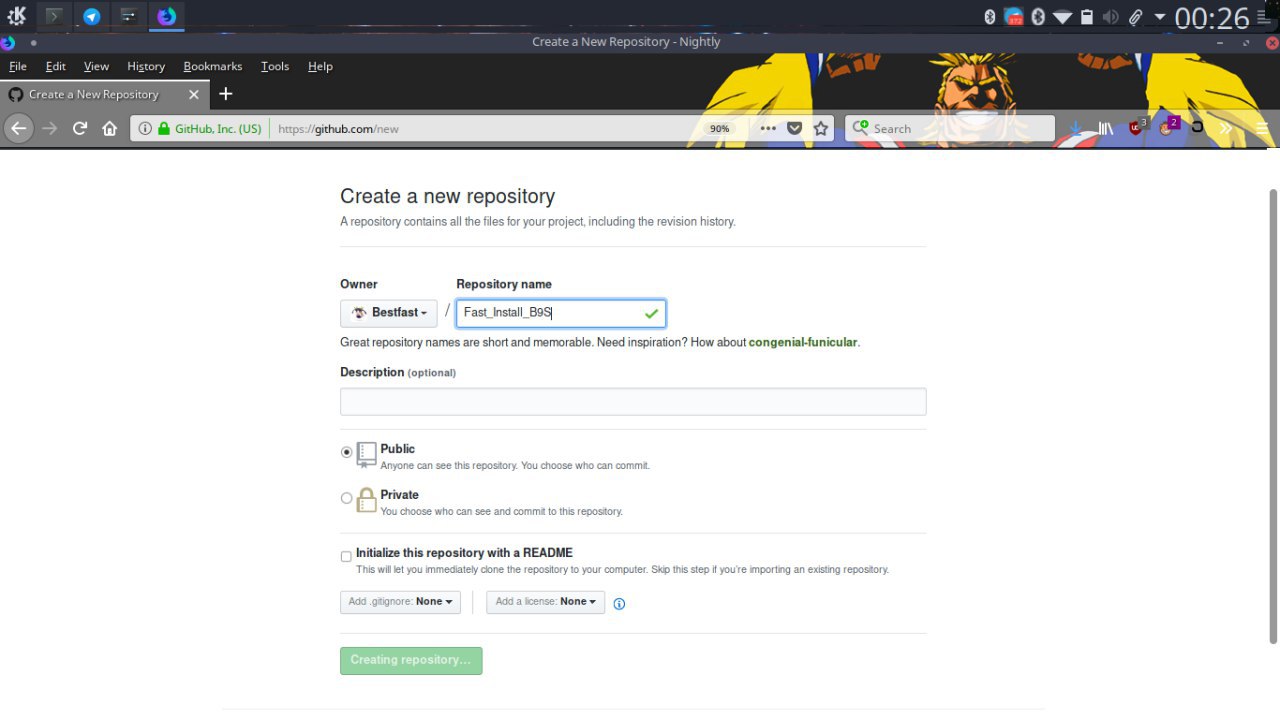 00:26
Create a New Repository - Nightly
File Edit View History Bookmarks Tools Help
Create a New Repository
GitHub, Inc. (US) https://github.com/new 90% Search 3 2
Create a new repository
A repository contains all the files for your project, including the revision history.
Owner Repository name
Bestfast / Fast_Install_B9S
Great repository names are short and memorable. Need inspiration? How about congenial-funicular.
Description (optional)
Public
Anyone can see this repository. You choose who can commit.
Private
You choose who can see and commit to this repository.
Initialize this repository with a README
This will let you immediately clone the repository to your computer. Skip this step if you're importing an existing repository.
Add .gitignore: None Add a license: None
Creating repository...